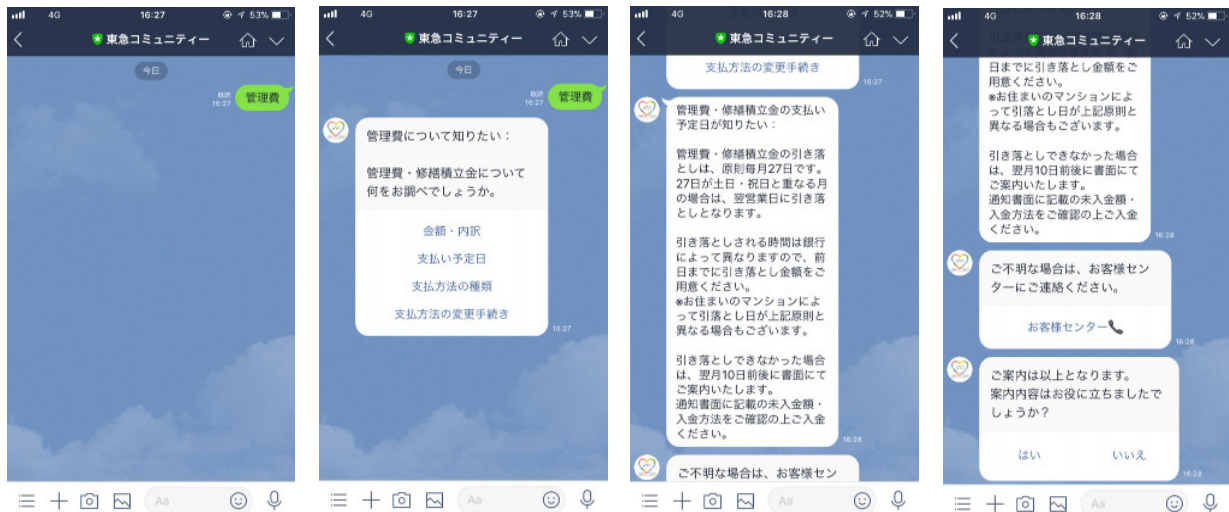 4G
16:27
53%
東急コミュニティー
今日
既読
16:27
管理費
Aa
4G
16:27
53%
東急コミュニティー
今日
既読
16:27
管理費
管理費について知りたい：
管理費・修繕積立金について
何をお調べでしょうか。
金額・内訳
支払い予定日
支払方法の種類
支払方法の変更手続き
16:27
Aa
4G
16:28
52%
東急コミュニティー
支払方法の変更手続き
16:27
管理費・修繕積立金の支払い
予定日が知りたい：
管理費・修繕積立金の引き落
としは、原則毎月27日です。
27日が土日・祝日と重なる月
の場合は、翌営業日に引き落
としとなります。
引き落としされる時間は銀行
によって異なりますので、前
日までに引き落とし金額をご
用意ください。
※お住まいのマンションによ
って引落とし日が上記原則と
異なる場合もございます。
引き落としできなかった場合
は、翌月10日前後に書面にて
ご案内いたします。
通知書面に記載の未入金額・
入金方法をご確認の上ご入金
ください。
16:28
ご不明な場合は、お客様セン
Aa
4G
16:28
52%
東急コミュニティー
日までに引き落とし金額をご
用意ください。
※お住まいのマンションによ
って引落とし日が上記原則と
異なる場合もございます。
引き落としできなかった場合
は、翌月10日前後に書面にて
ご案内いたします。
通知書面に記載の未入金額・
入金方法をご確認の上ご入金
ください。
16:28
ご不明な場合は、お客様セン
ターにご連絡ください。
お客様センター📞
16:28
ご案内は以上となります。
案内内容はお役に立ちましたで
しょうか？
はい いいえ
16:28
Aa